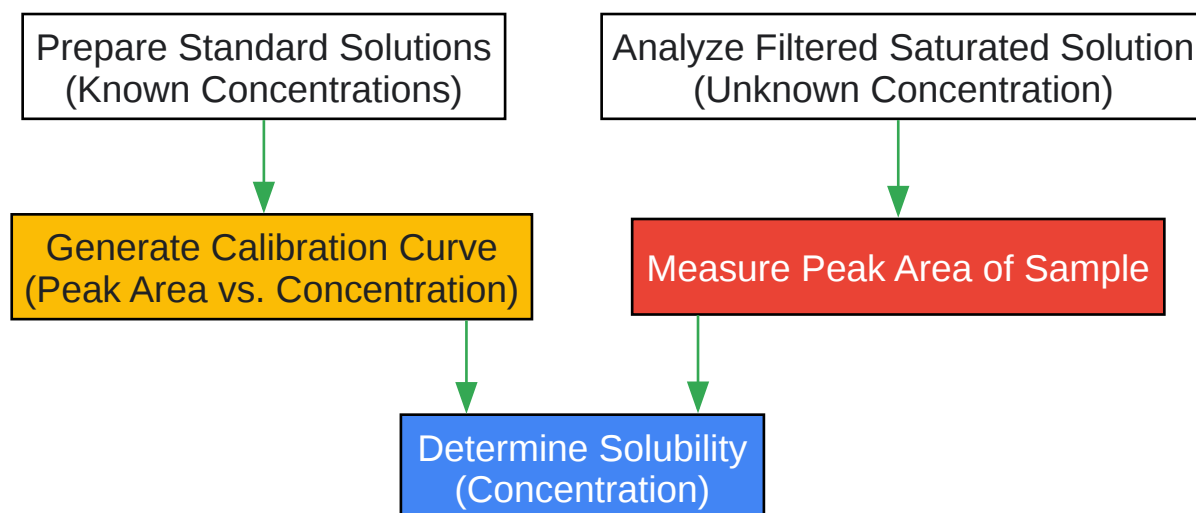 Prepare Standard Solutions
(Known Concentrations)
Analyze Filtered Saturated Solution
(Unknown Concentration)
Generate Calibration Curve
(Peak Area vs. Concentration)
Measure Peak Area of Sample
Determine Solubility
(Concentration)